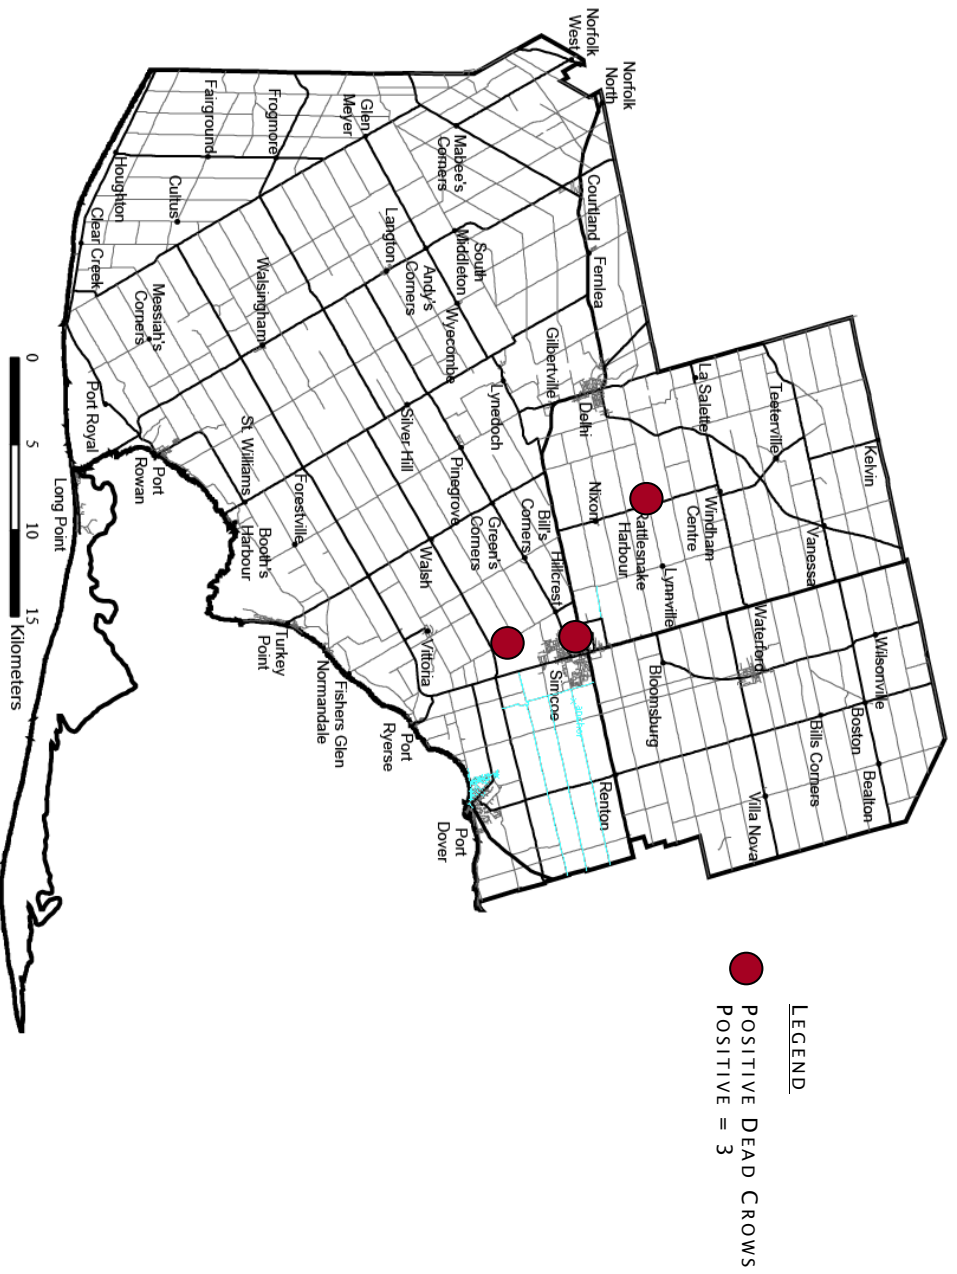 Kelvin
Wilsonville
Bealton
Boston
Vanessa
Bills Corners
LEGEND
Teeterville
Waterford
Villa Nova
POSITIVE DEAD CROWS
POSITIVE = 3
La Salette
Windham
Centre
Lynnville
Bloomsburg
Rattlesnake
Harbour
Norfolk
North
Renton
Courtland
Fernlea
Nixon
Norfolk
West
Delhi
Gilbertville
Hillcrest
Simcoe
Bill's
Corners
Lynedoch
Green's
Corners
South
Middleton
Mabee's
Corners
Wyecombe
Pinegrove
Port
Dover
Andy's
Corners
Silver Hill
Walsh
Vittoria
Langton
Port
Ryerse
Glen
Meyer
Fishers Glen
Normandale
Forestville
Turkey
Point
Frogmore
Walsingham
Booth's
Harbour
St. Williams
Fairground
Cultus
Messiah's
Corners
Port
Rowan
Houghton
Clear Creek
Port Royal
Long Point
0 5 10 15
Kilometers